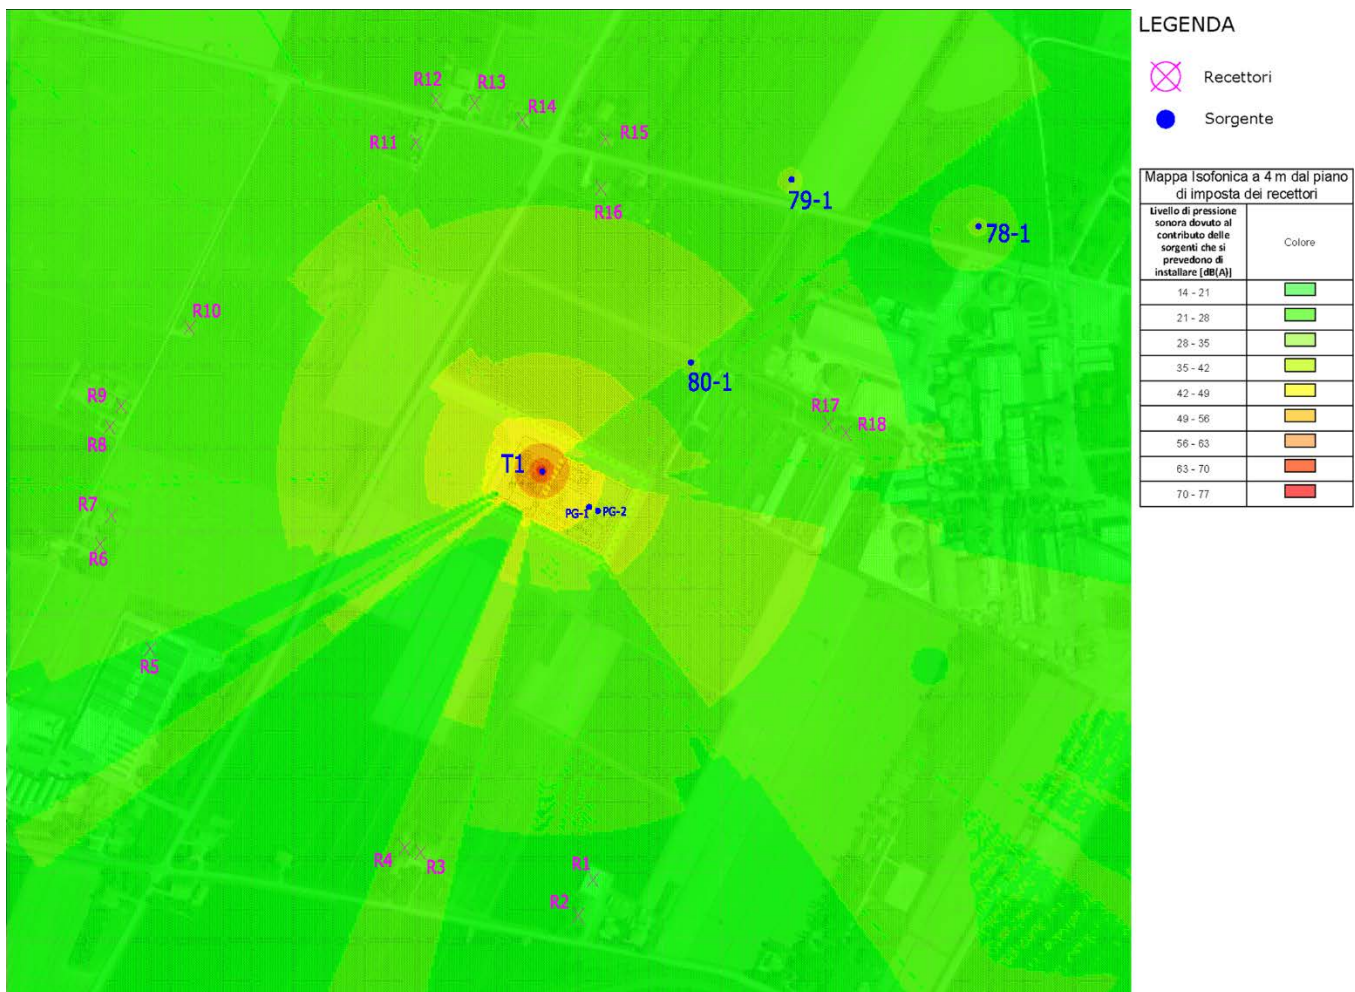 LEGENDA
Recettori
Sorgente
Mappa Isofonica a 4 m dal piano
di imposta dei recettori
Livello di pressione
sonora dovuto al
contributo delle
sorgenti che si
prevedono di
installare [dB(A)]
Colore
14 - 21
21 - 28
28 - 35
35 - 42
42 - 49
49 - 56
56 - 63
63 - 70
70 - 77
R12
R13
R14
R11
R15
R16
79-1
78-1
R10
80-1
R9
R17
R18
R8
T1
R7
PG-1
PG-2
R6
R5
R4
R3
R1
R2